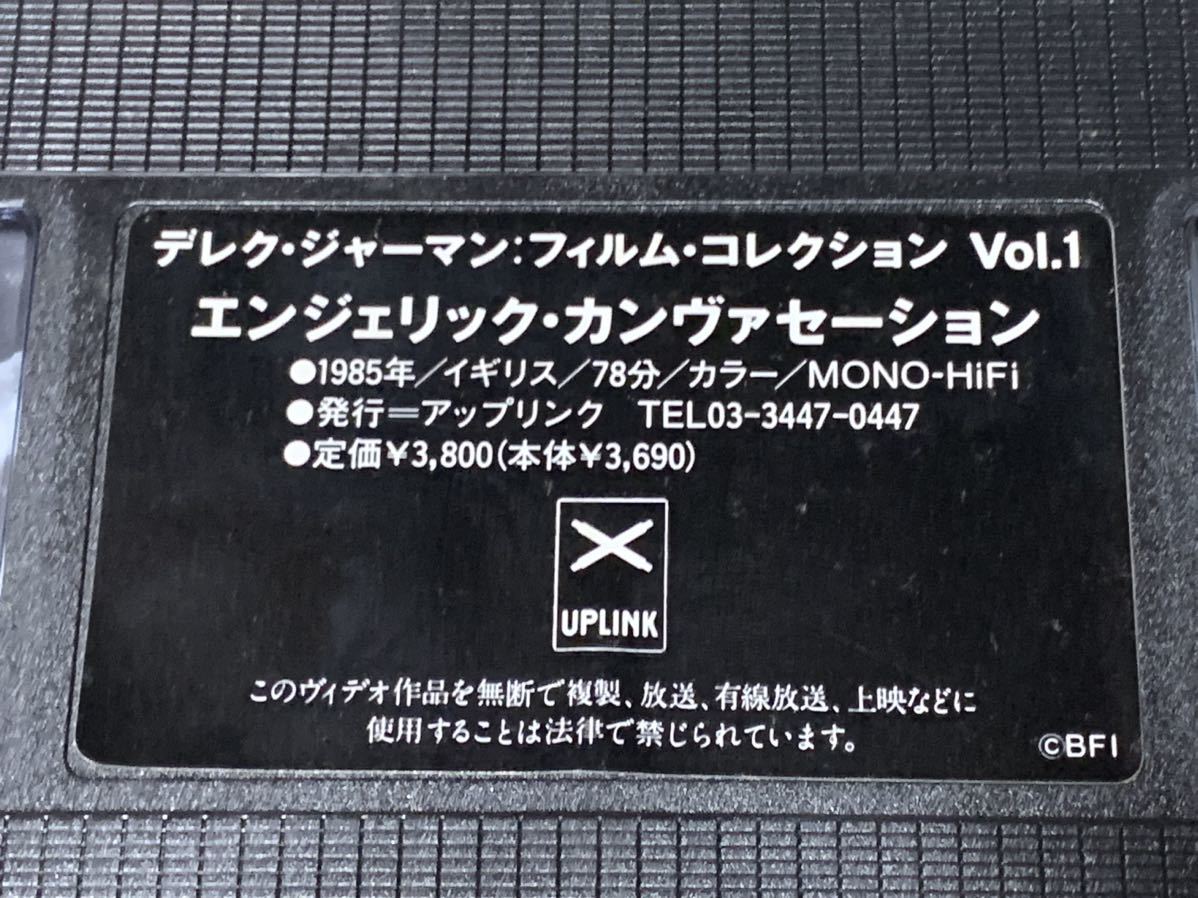 デレク・ジャーマン:フィルム・コレクション Vol.1
エンジェリック・カンヴァセーション
●1985年／イギリス／78分／カラー／MONO-HiFi
●発行＝アップリンク TEL03-3447-0447
●定価¥3,800(本体¥3,690)
UPLINK
このヴィデオ作品を無断で複製、放送、有線放送、上映などに
使用することは法律で禁じられています。
©BFI